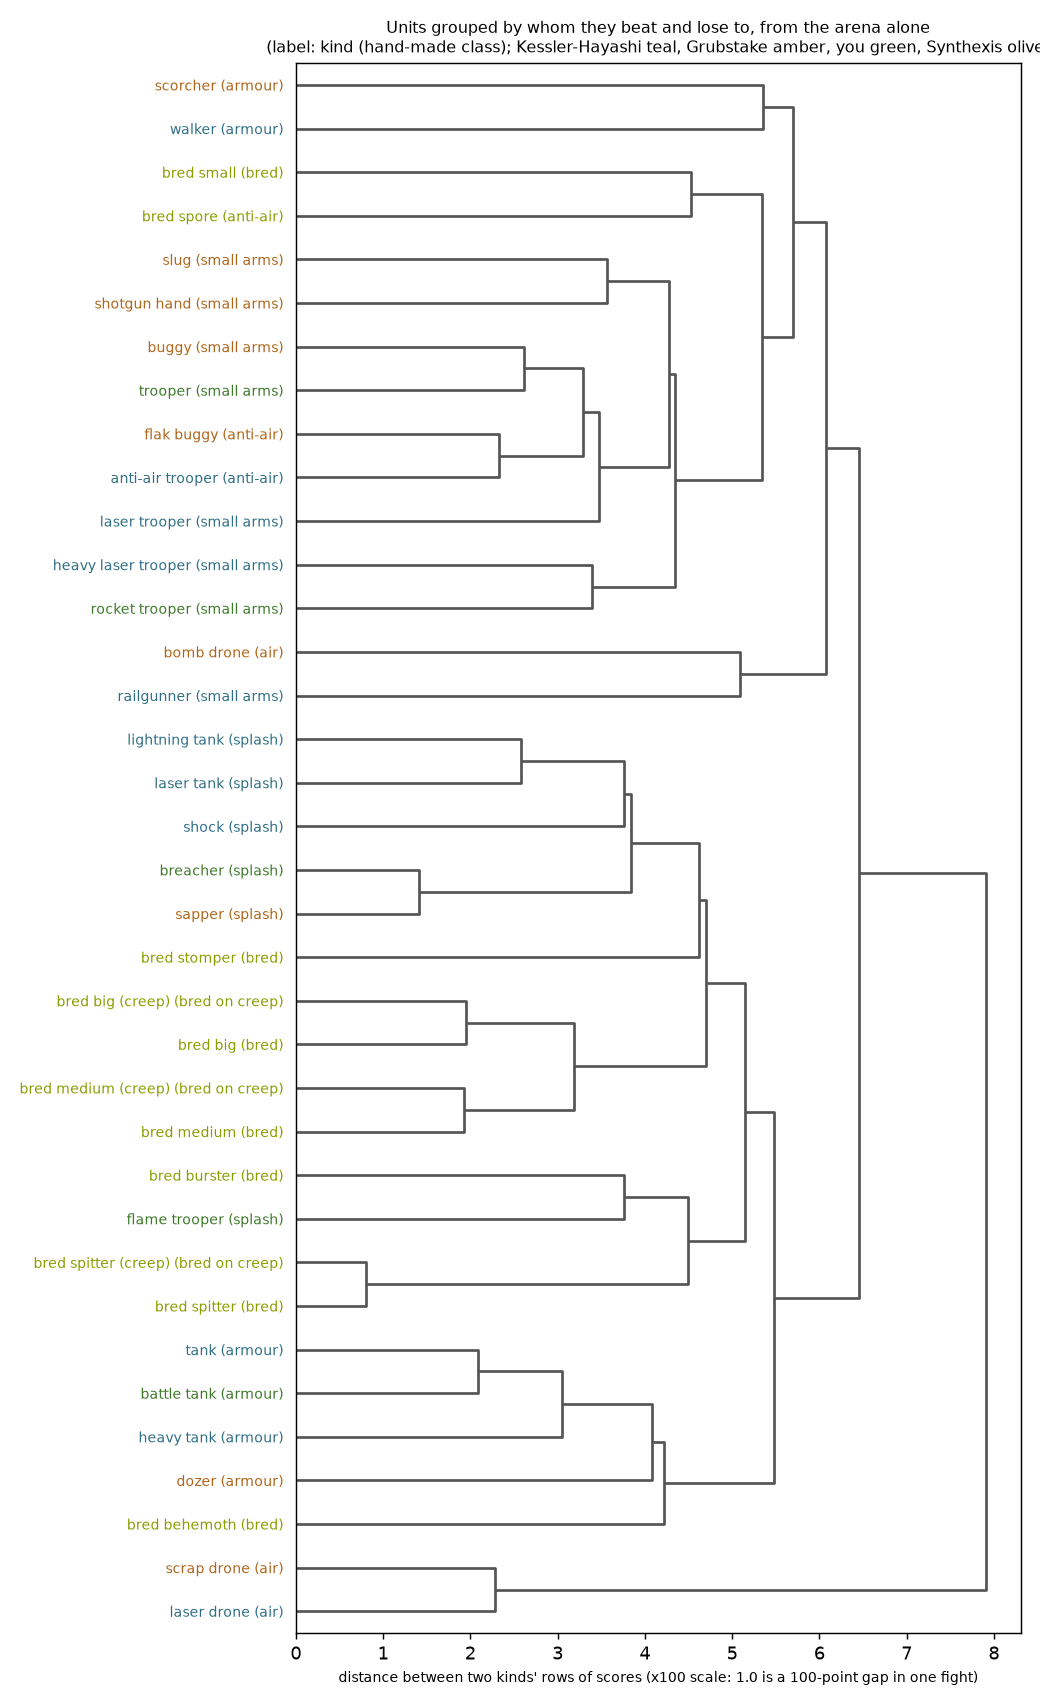 Units grouped by whom they beat and lose to, from the arena alone
(label: kind (hand-made class); Kessler-Hayashi teal, Grubstake amber, you green, Synthexis olive
scorcher (armour)
walker (armour)
bred small (bred)
bred spore (anti-air)
slug (small arms)
shotgun hand (small arms)
buggy (small arms)
trooper (small arms)
flak buggy (anti-air)
anti-air trooper (anti-air)
laser trooper (small arms)
heavy laser trooper (small arms)
rocket trooper (small arms)
bomb drone (air)
railgunner (small arms)
lightning tank (splash)
laser tank (splash)
shock (splash)
breacher (splash)
sapper (splash)
bred stomper (bred)
bred big (creep) (bred on creep)
bred big (bred)
bred medium (creep) (bred on creep)
bred medium (bred)
bred burster (bred)
flame trooper (splash)
bred spitter (creep) (bred on creep)
bred spitter (bred)
tank (armour)
battle tank (armour)
heavy tank (armour)
dozer (armour)
bred behemoth (bred)
scrap drone (air)
laser drone (air)
0 1 2 3 4 5 6 7 8
distance between two kinds' rows of scores (x100 scale: 1.0 is a 100-point gap in one fight)